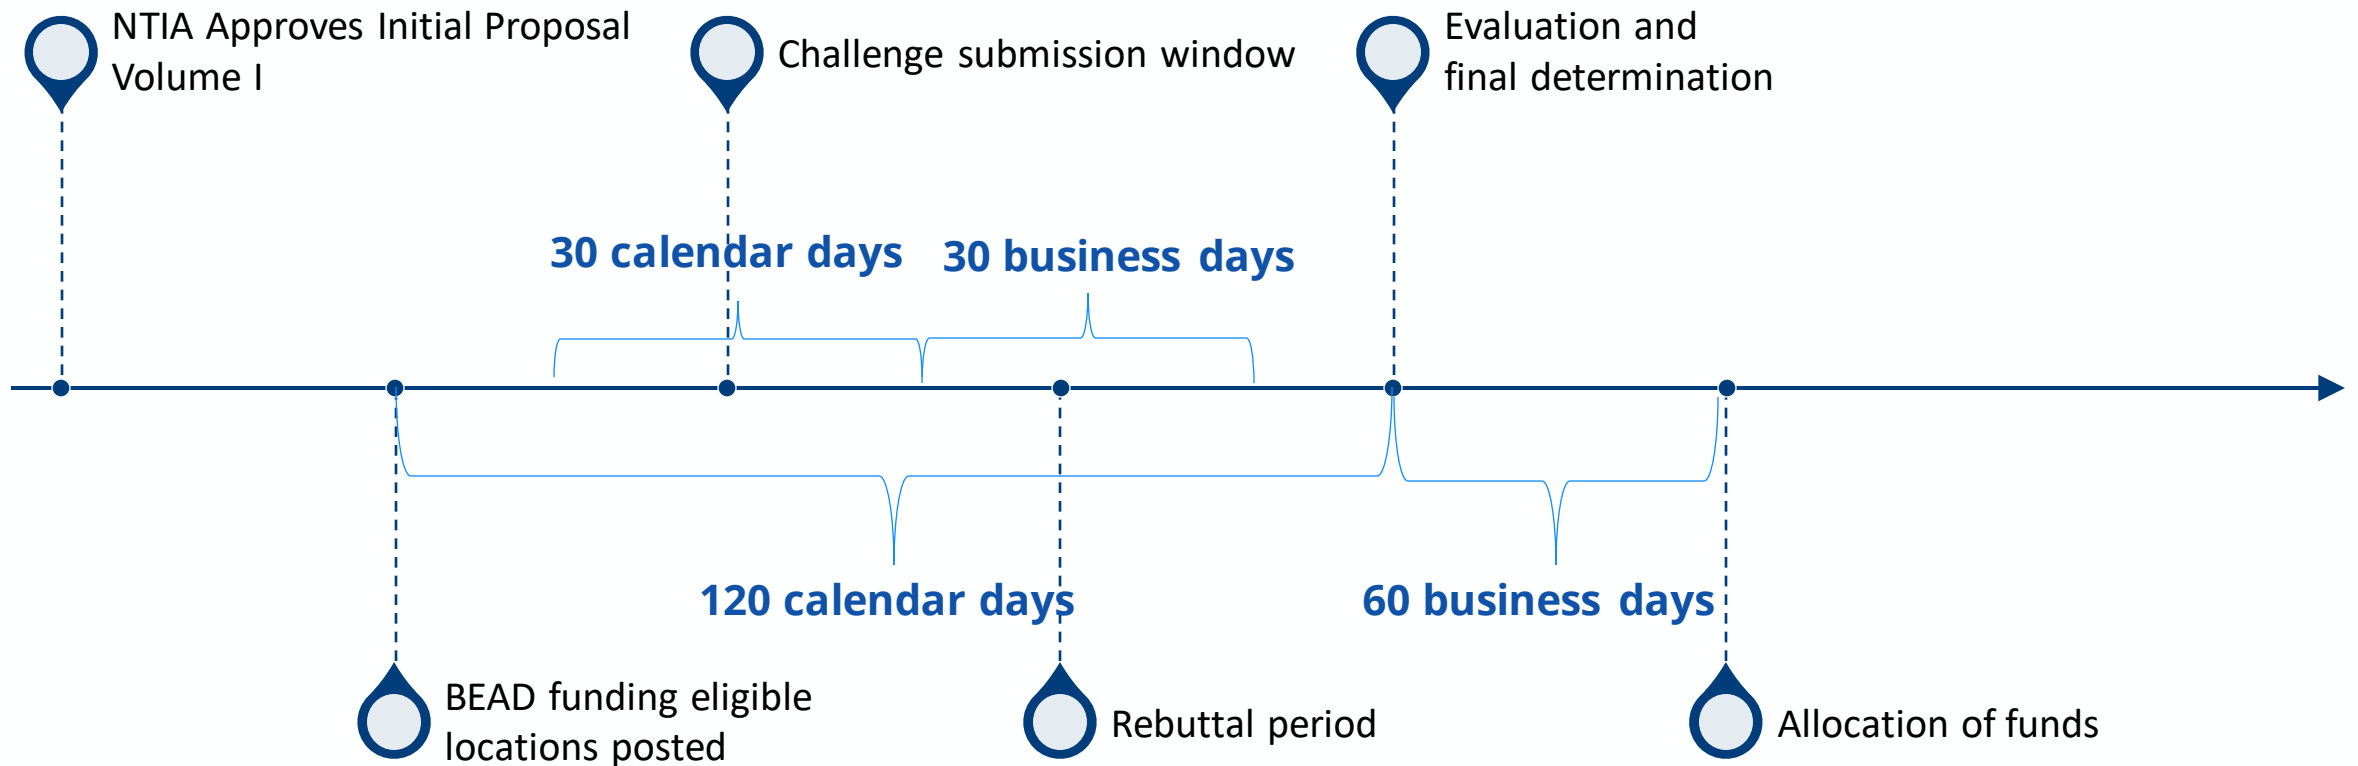 NTIA Approves Initial Proposal
Volume I
Challenge submission window
Evaluation and
final determination
30 calendar days
30 business days
120 calendar days
60 business days
BEAD funding eligible
locations posted
Rebuttal period
Allocation of funds